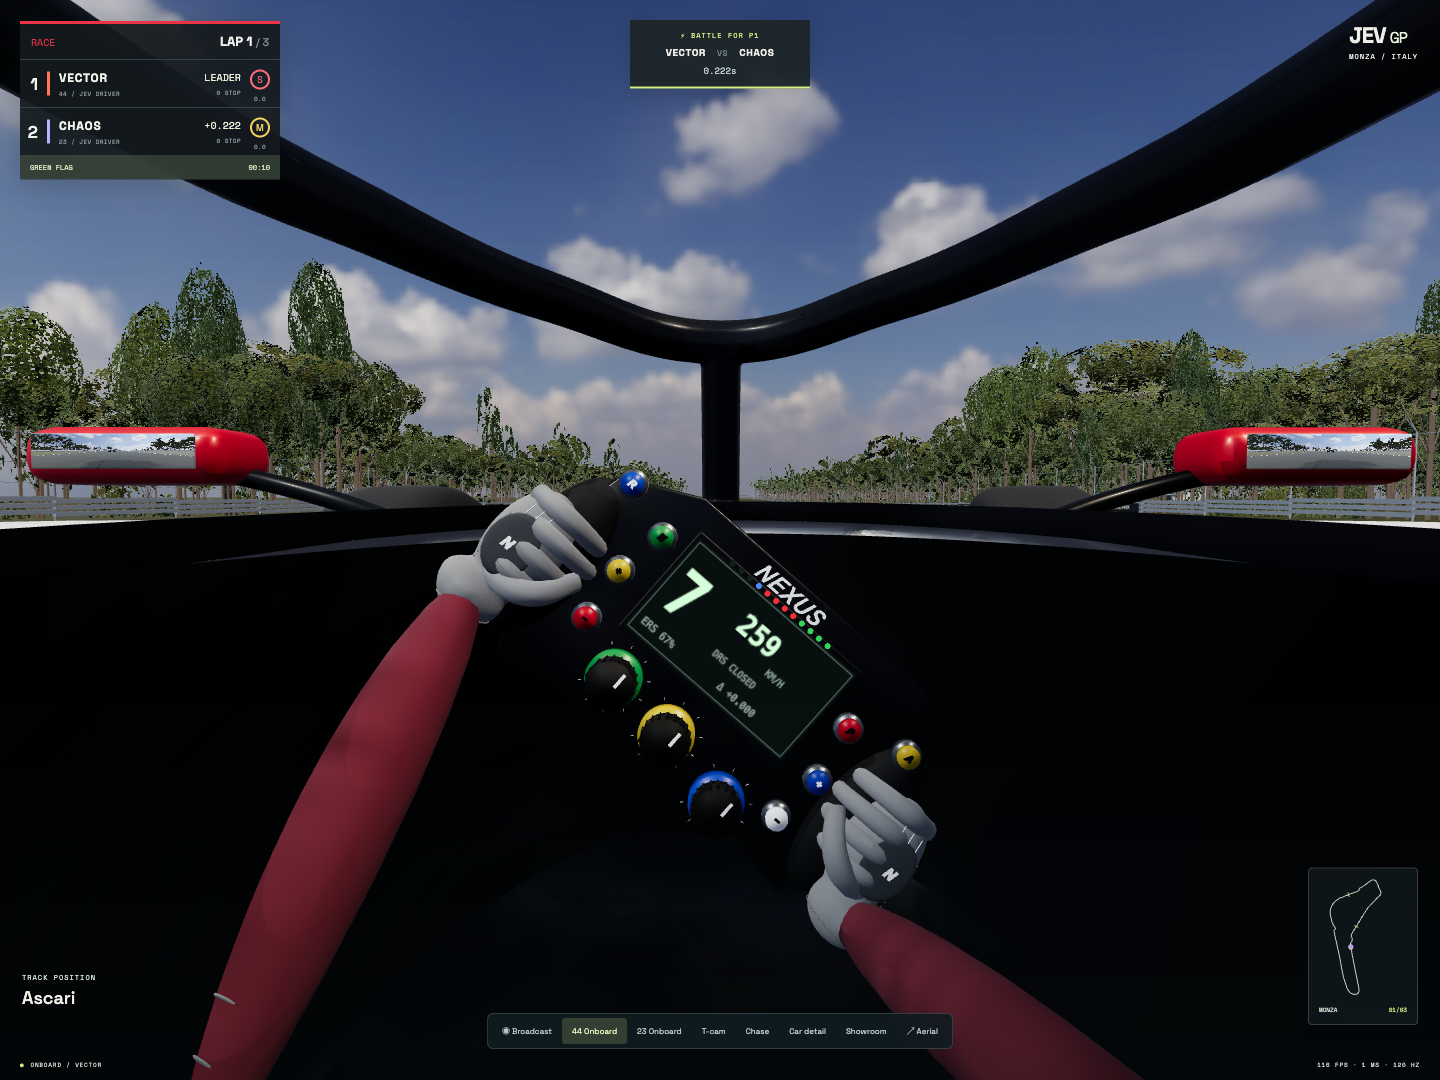 RACE
LAP 1 / 3
1
VECTOR
44 / JEV DRIVER
LEADER
0 STOP
S
0.0
2
CHAOS
23 / JEV DRIVER
+0.222
0 STOP
M
0.0
GREEN FLAG
00:10
⚡ BATTLE FOR P1
VECTOR VS CHAOS
0.222s
JEV GP
MONZA / ITALY
R
N
NEXUS
7
259
KM/H
ERS 67%
DRS CLOSED
Δ +0.000
N
TRACK POSITION
Ascari
ONBOARD / VECTOR
Broadcast
44 Onboard
23 Onboard
T-cam
Chase
Car detail
Showroom
Aerial
MONZA
01/03
116 FPS · 1 MS · 120 HZ